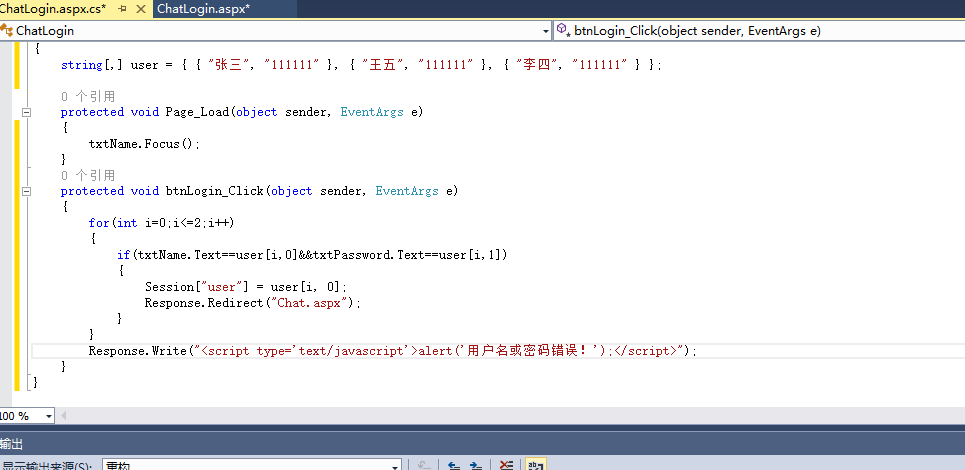 ChatLogin.aspx.cs* ChatLogin.aspx*
ChatLogin btnLogin_Click(object sender, EventArgs e)
{
string[,] user = { { "张三", "111111" }, { "王五", "111111" }, { "李四", "111111" } };
0 个引用
protected void Page_Load(object sender, EventArgs e)
{
txtName.Focus();
}
0 个引用
protected void btnLogin_Click(object sender, EventArgs e)
{
for(int i=0;i<=2;i++)
{
if(txtName.Text==user[i,0]&&txtPassword.Text==user[i,1])
{
Session["user"] = user[i, 0];
Response.Redirect("Chat.aspx");
}
}
Response.Write("<script type='text/javascript'>alert('用户名或密码错误!');</script>");
}
}
100 %
输出
显示输出来源(S): 重构